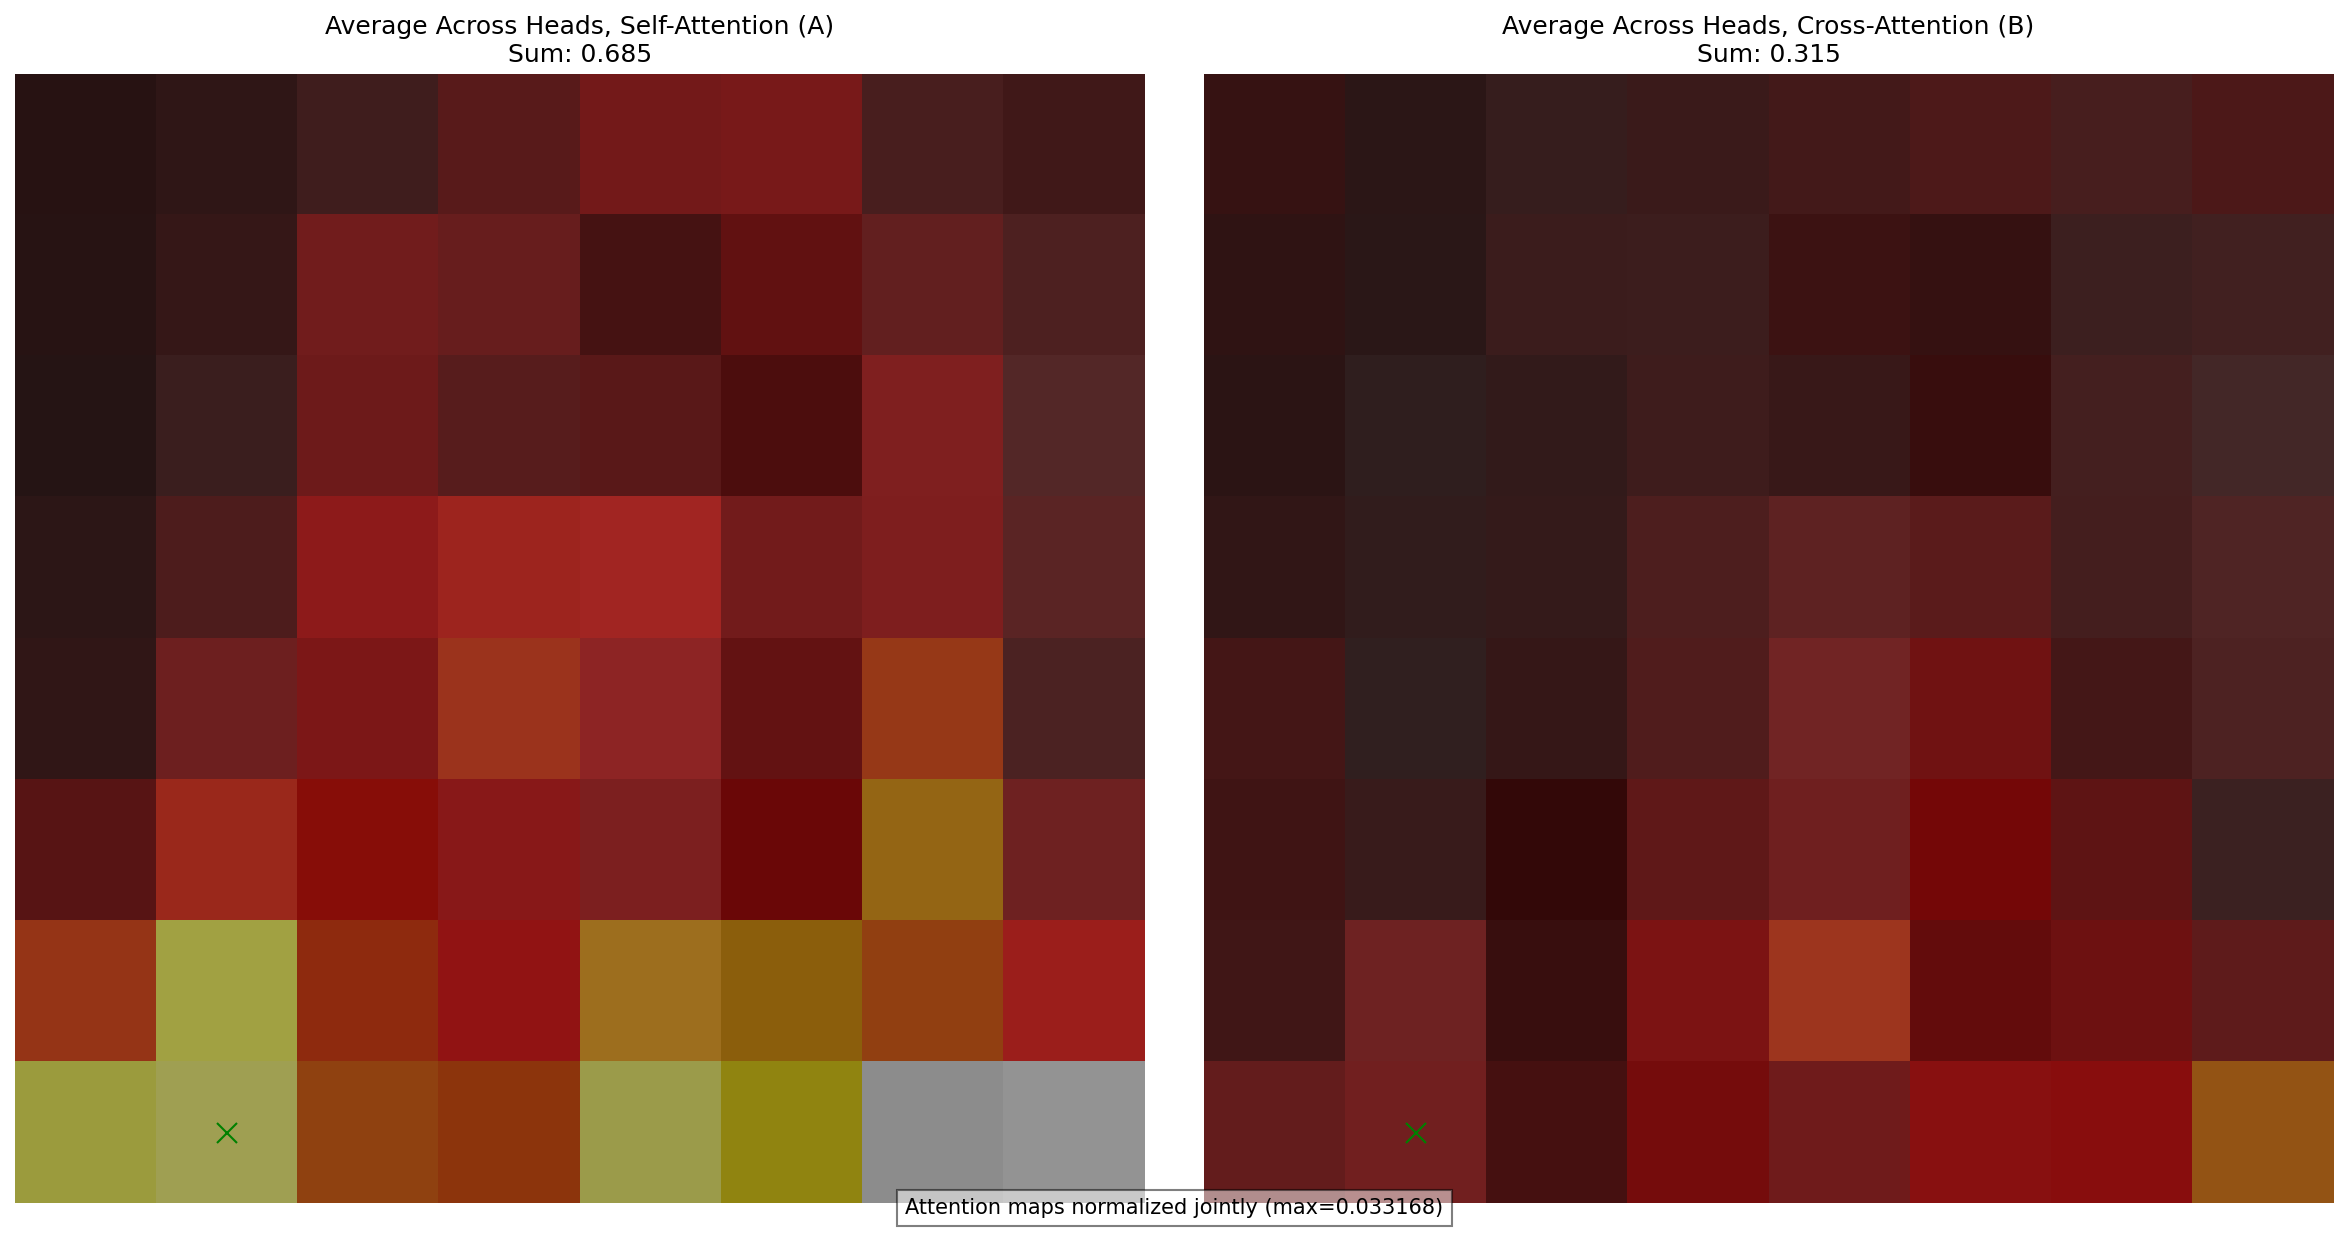 Average Across Heads, Self-Attention (A)
Sum: 0.685
Average Across Heads, Cross-Attention (B)
Sum: 0.315
Attention maps normalized jointly (max=0.033168)